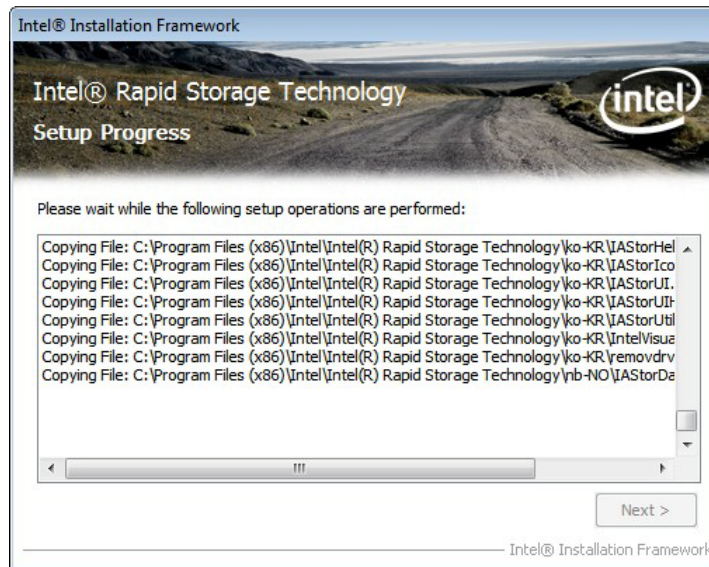 Intel® Installation Framework
Intel® Rapid Storage Technology
Setup Progress
intel
Please wait while the following setup operations are performed:
Copying File: C:\Program Files (x86)\Intel\Intel(R) Rapid Storage Technology\ko-KR\IAStorHel
Copying File: C:\Program Files (x86)\Intel\Intel(R) Rapid Storage Technology\ko-KR\IAStorIco
Copying File: C:\Program Files (x86)\Intel\Intel(R) Rapid Storage Technology\ko-KR\IAStorUI.
Copying File: C:\Program Files (x86)\Intel\Intel(R) Rapid Storage Technology\ko-KR\IAStorUIH
Copying File: C:\Program Files (x86)\Intel\Intel(R) Rapid Storage Technology\ko-KR\IAStorUtil
Copying File: C:\Program Files (x86)\Intel\Intel(R) Rapid Storage Technology\ko-KR\IntelVisua
Copying File: C:\Program Files (x86)\Intel\Intel(R) Rapid Storage Technology\ko-KR\removdrv
Copying File: C:\Program Files (x86)\Intel\Intel(R) Rapid Storage Technology\nb-NO\IAStorDa
Next >
Intel® Installation Framework